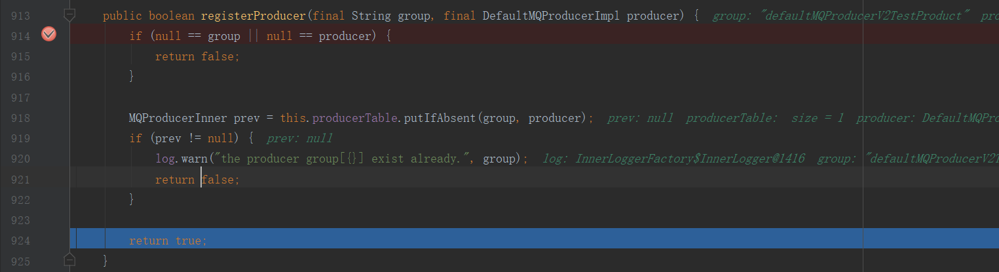 913 public boolean registerProducer(final String group, final DefaultMQProducerImpl producer) { group: "defaultMQProducerV2TestProduct" pro
914 if (null == group || null == producer) {
915 return false;
916 }
917
918 MQProducerInner prev = this.producerTable.putIfAbsent(group, producer); prev: null producerTable: size = 1 producer: DefaultMQPro
919 if (prev != null) { prev: null
920 log.warn("the producer group[{}] exist already.", group); log: InnerLoggerFactory$InnerLogger@1416 group: "defaultMQProducerV2T
921 return false;
922 }
923
924 return true;
925 }